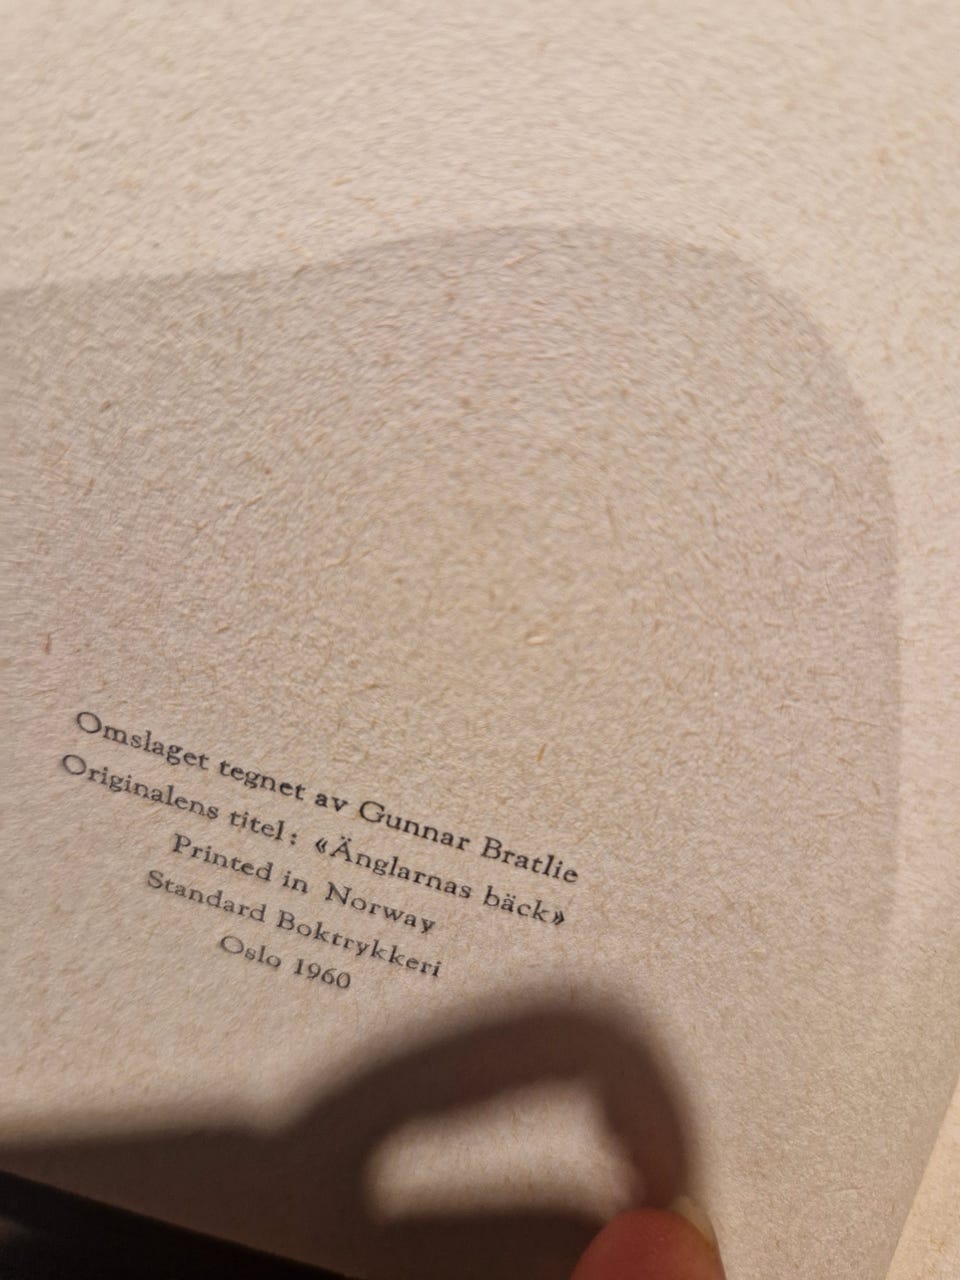 Omslaget tegnet av Gunnar Bratlie
Originalens titel: «Änglarnas bäck»
Printed in Norway
Standard Boktrykkeri
Oslo 1960